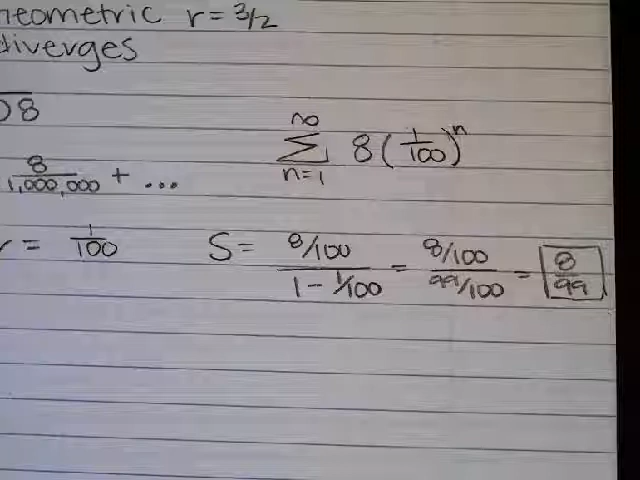 eometric r = 3/2
diverges
08
∞
∑ 8(1/100)^n
n=1
8/1,000,000 + ...
r = 1/100 S = 8/100 / 1 - 1/100 = 8/100 / 99/100 = 8/99